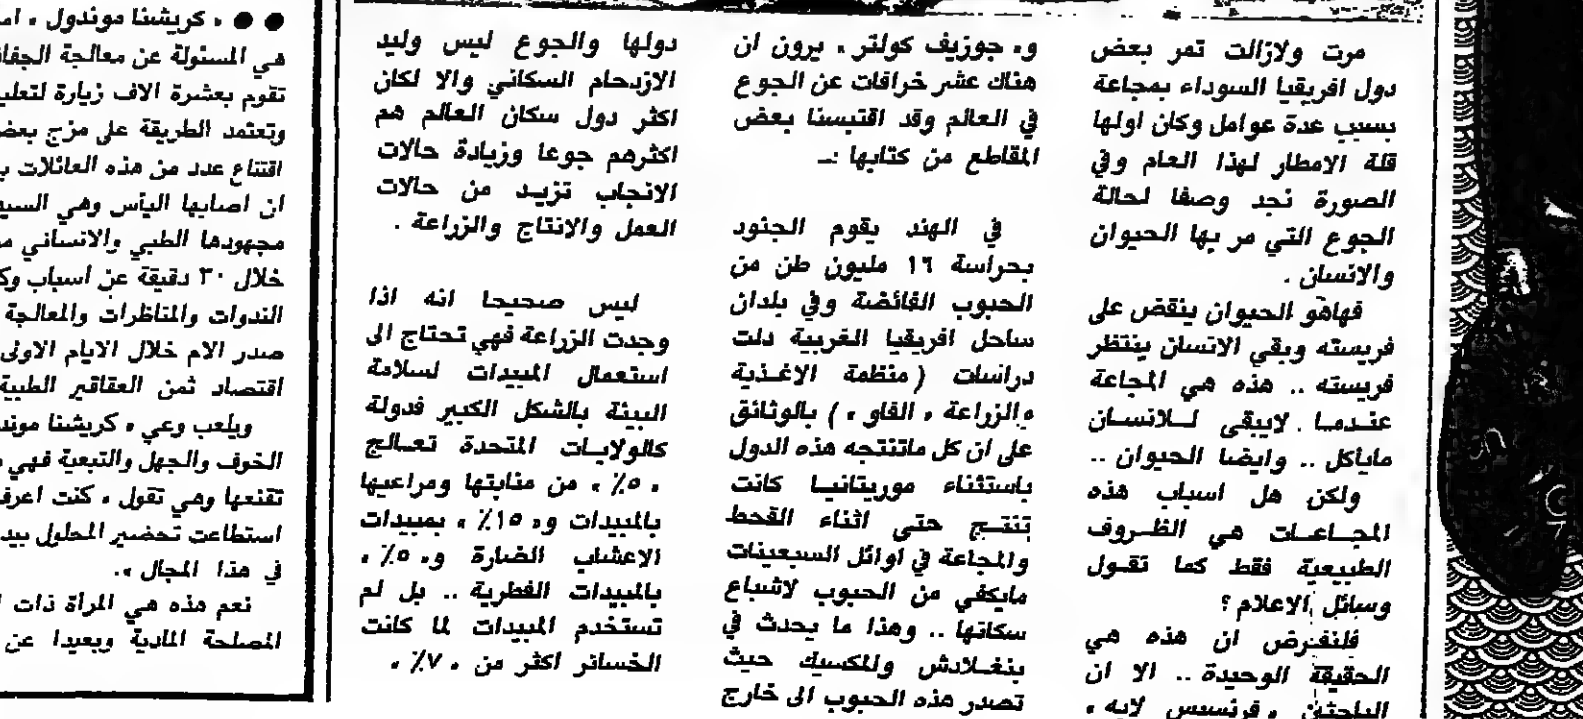 مرت ولازالت تمر بعض
دول افريقيا السوداء بمجاعة
بسبب عدة عوامل وكان اولها
قلة الامطار لهذا العام وفي
الصورة نجد وصفا لحالة
الجوع التي مر بها الحيوان
والانسان .
فهاهو الحيوان ينقض على
فريسته وبقي الانسان ينتظر
فريسته .. هذه هي المجاعة
عندما لايبقى للانسان
مايأكل .. وايضا الحيوان ..
ولكن هل اسباب هذه
المجاعات هي الظروف
الطبيعية فقط كما تقول
وسائل الاعلام ؟
فلنفرض ان هذه هي
الحقيقة الوحيدة .. الا ان
الباحثين « فرنسيس لابيه »
و« جوزيف كولنز » يرون ان
هناك عشر خرافات عن الجوع
في العالم وقد اقتبسنا بعض
المقاطع من كتابها :ـ
في الهند يقوم الجنود
بحراسة ١٦ مليون طن من
الحبوب الفائضة وفي بلدان
ساحل افريقيا الغربية دلت
دراسات ( منظمة الاغذية
والزراعة « الفاو » ) بالوثائق
على ان كل ماتنتجه هذه الدول
باستثناء موريتانيا كانت
تنتج حتى اثناء القحط
والمجاعة في اوائل السبعينات
مايكفي من الحبوب لاشباع
سكانها .. وهذا ما يحدث في
بنغلادش والمكسيك حيث
تصدر هذه الحبوب الى خارج
دولها والجوع ليس وليد
الازدحام السكاني والا لكان
اكثر دول سكان العالم هم
اكثرهم جوعا وزيادة حالات
الانجاب تزيد من حالات
العمل والانتاج والزراعة .
ليس صحيحا انه اذا
وجدت الزراعة فهي تحتاج الى
استعمال المبيدات لسلامة
البيئة بالشكل الكبير فدولة
كالولايات المتحدة تعالج
« ٥٪ » من منابتها ومراعيها
بالمبيدات و« ١٥٪ » بمبيدات
الاعشاب الضارة و« ٥٪ »
بالمبيدات الفطرية .. بل لم
تستخدم المبيدات لما كانت
الخسائر اكثر من « ٧٪ »
●● « كريشنا موندول »
هي المسئولة عن معالجة
تقوم بعشرة الاف زيارة
وتعتمد الطريقة على مزج
اقتناع عدد من هذه العائلات
ان اصابها اليأس وهي
مجهودها الطبي والانساني
خلال ٣٠ دقيقة عن اسباب
الندوات والمناظرات والمعالجة
صدر الام خلال الايام الاولى
اقتصاد ثمن العقاقير الطبية
ويلعب وعي « كريشنا
الخوف والجهل والتبعية فهي
تقنعها وهي تقول « كنت
استطاعت تحضير المحلول
في هذا المجال ».
نعم هذه هي المرأة ذات
المصلحة المادية وبعيدا عن